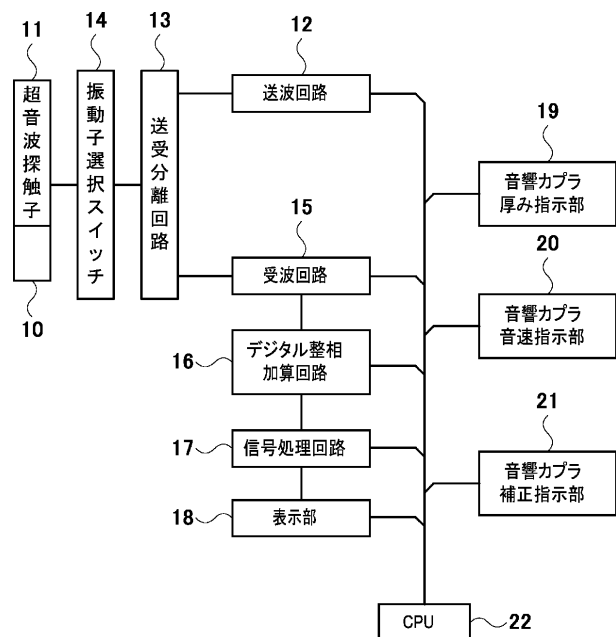 11
14
13
12
超音波探触子
振動子選択スイッチ
送受分離回路
送波回路
19
音響カプラ
厚み指示部
15
受波回路
10
20
音響カプラ
音速指示部
16
デジタル整相
加算回路
21
17
信号処理回路
音響カプラ
補正指示部
18
表示部
CPU
22